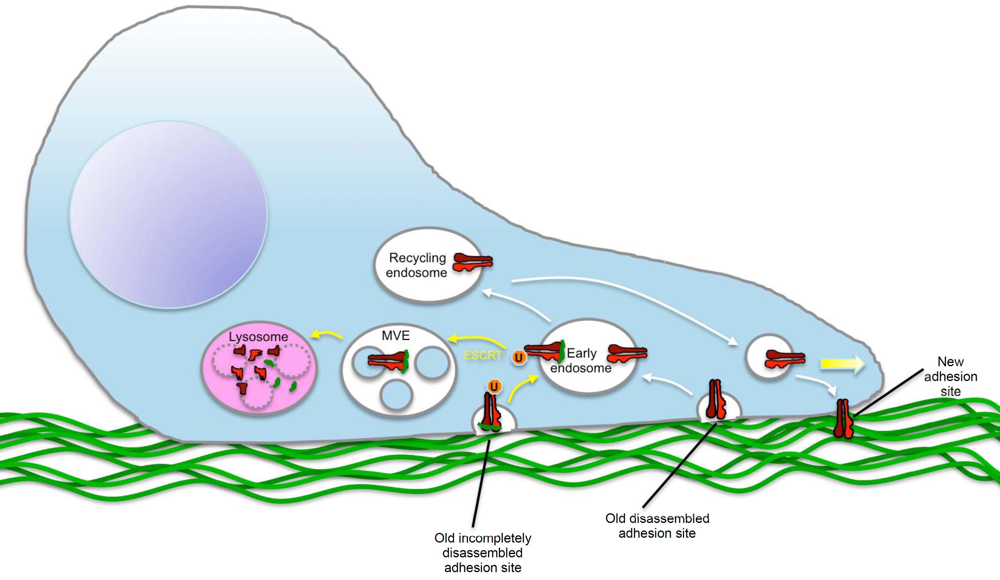 Recycling
endosome
Lysosome
MVE
ESCRT
U
Early
endosome
U
New
adhesion
site
Old disassembled
adhesion site
Old incompletely
disassembled
adhesion site